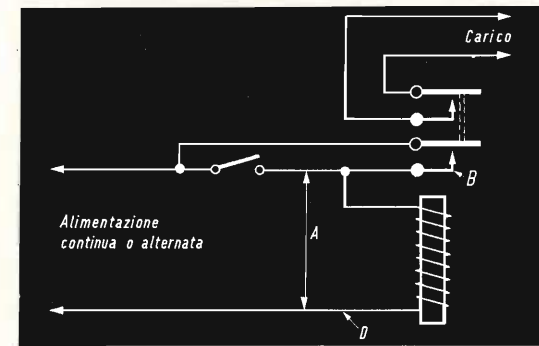 Carico
B
Alimentazione
continua o alternata
A
D